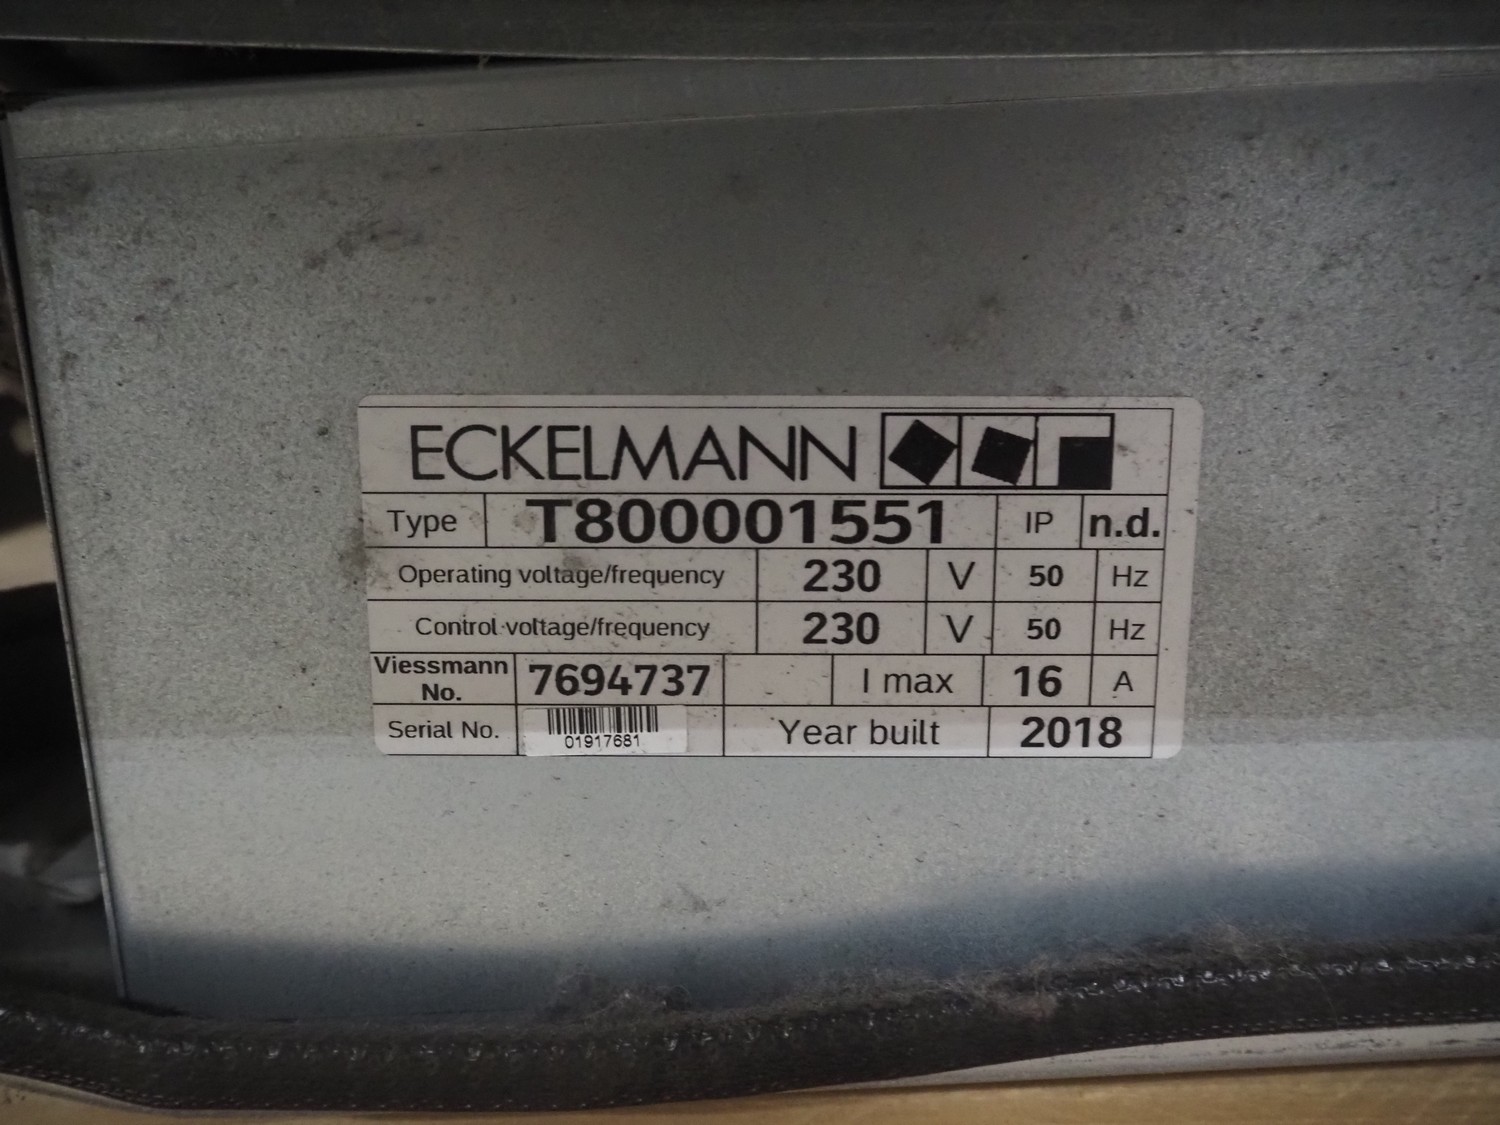 ECKELMANN
Type T800001551 IP n.d.
Operating voltage/frequency 230 V 50 Hz
Control voltage/frequency 230 V 50 Hz
Viessmann No. 7694737 I max 16 A
Serial No. 01917681 Year built 2018